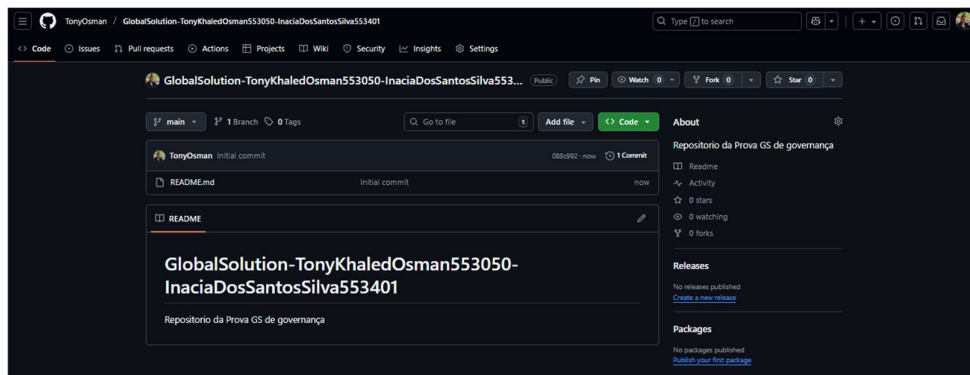 TonyOsman / GlobalSolution-TonyKhaledOsman553050-InaciaDosSantosSilva553401
Type / to search
Code Issues Pull requests Actions Projects Wiki Security Insights Settings
GlobalSolution-TonyKhaledOsman553050-InaciaDosSantosSilva553... Public
Pin Watch 0 Fork 0 Star 0
main 1 Branch 0 Tags Go to file t Add file Code
TonyOsman Initial commit 088c992 · now 1 Commit
README.md Initial commit now
README
GlobalSolution-TonyKhaledOsman553050-
InaciaDosSantosSilva553401
Repositorio da Prova GS de governança
About
Repositorio da Prova GS de governança
Readme
Activity
0 stars
0 watching
0 forks
Releases
No releases published
Create a new release
Packages
No packages published
Publish your first package